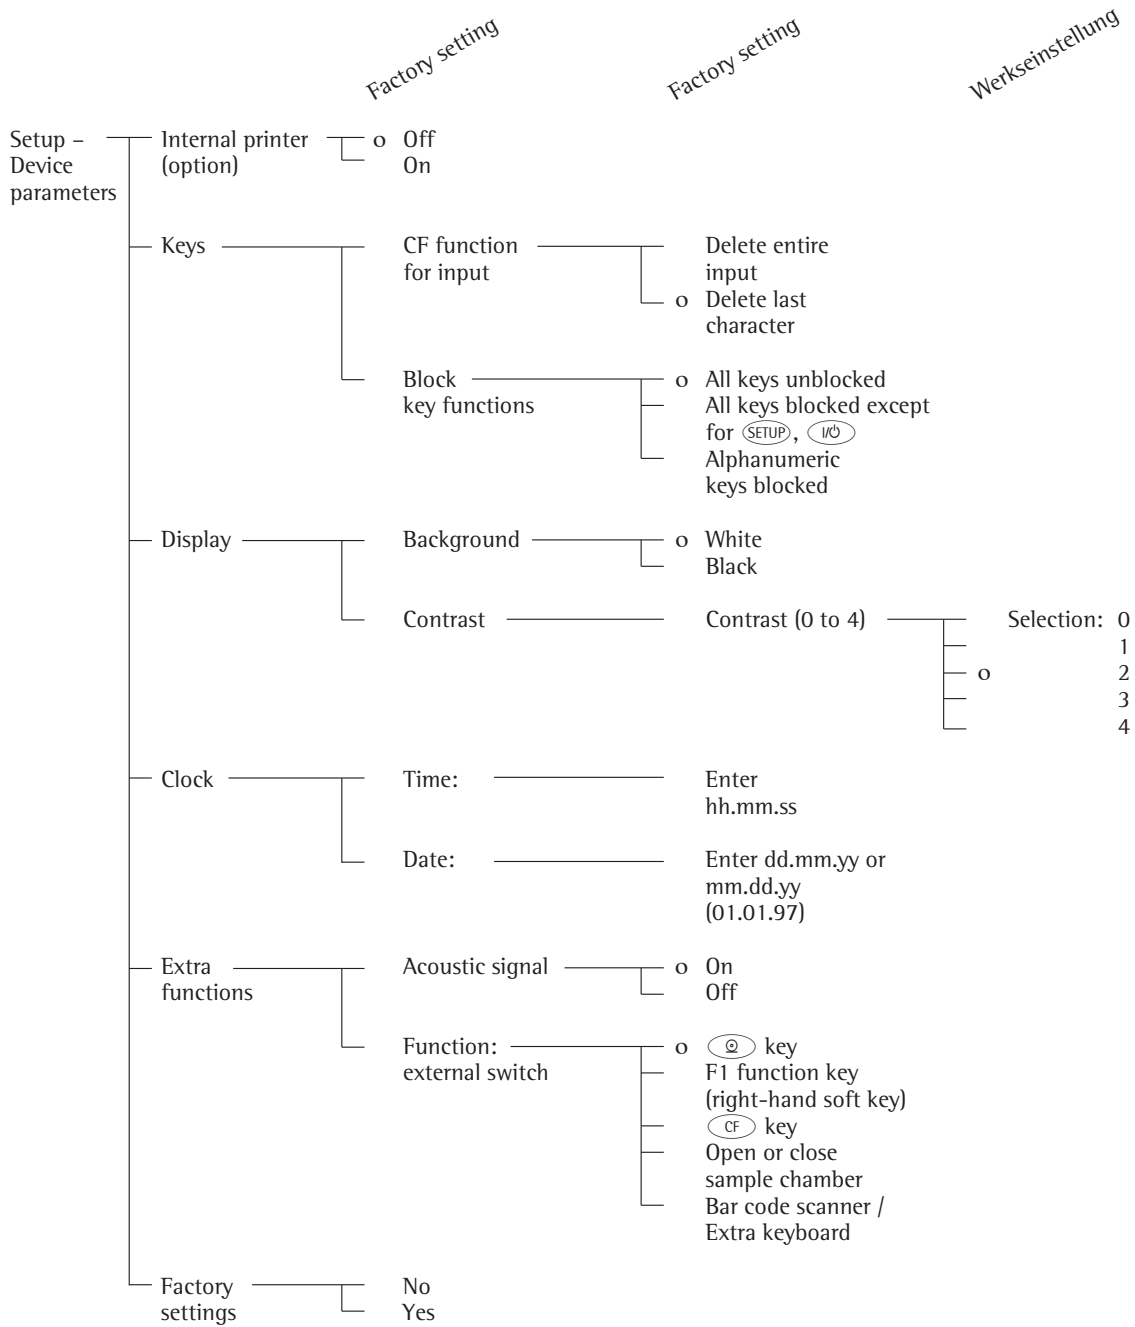 Factory setting
Factory setting
Werkseinstellung
Setup –
Device
parameters
Internal printer
(option)
o Off
On
Keys
CF function
for input
Delete entire
input
o Delete last
character
Block
key functions
o All keys unblocked
All keys blocked except
for SETUP, I/⏻
Alphanumeric
keys blocked
Display
Background
o White
Black
Contrast
Contrast (0 to 4)
Selection: 0
1
o 2
3
4
Clock
Time:
Enter
hh.mm.ss
Date:
Enter dd.mm.yy or
mm.dd.yy
(01.01.97)
Extra
functions
Acoustic signal
o On
Off
Function:
external switch
o key
F1 function key
(right-hand soft key)
CF key
Open or close
sample chamber
Bar code scanner /
Extra keyboard
Factory
settings
No
Yes